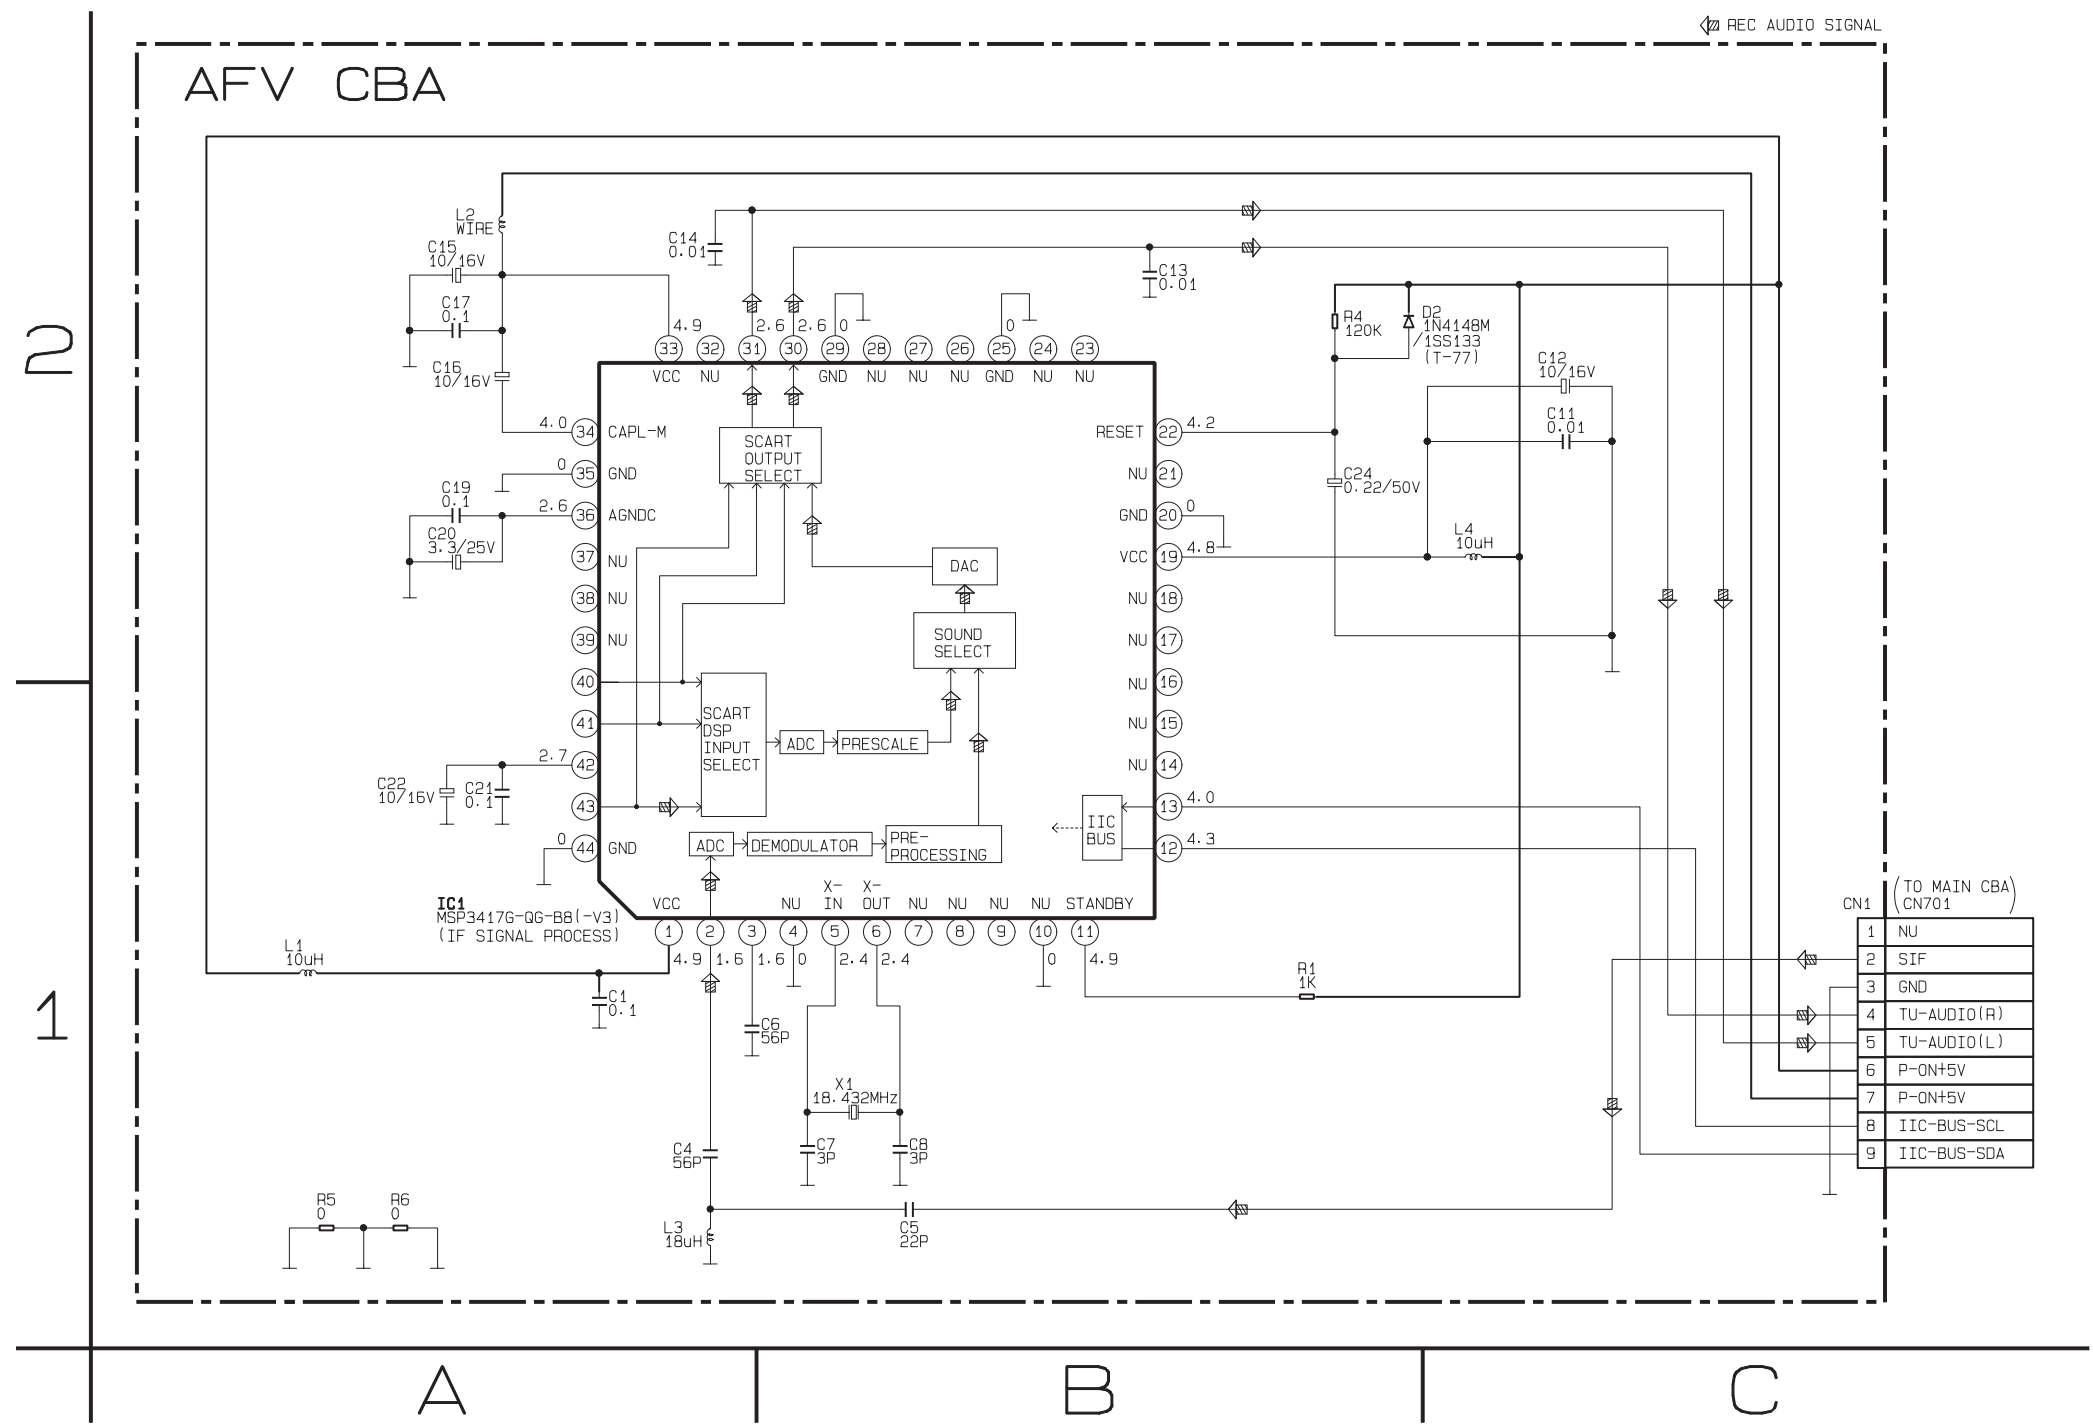 REC AUDIO SIGNAL
AFV CBA
2
1
A
B
C
L2
WIRE
C15
10/16V
C17
0.1
C16
10/16V
C14
0.01
C13
0.01
4.9
2.6
2.6
0
0
33
32
31
30
29
28
27
26
25
24
23
VCC
NU
GND
NU
NU
NU
GND
NU
NU
R4
120K
D2
1N4148M
/1SS133
(T-77)
C12
10/16V
C11
0.01
C24
0.22/50V
L4
10uH
4.0
34
CAPL-M
0
35
GND
C19
0.1
C20
3.3/25V
2.6
36
AGNDC
37
NU
38
NU
39
NU
40
41
2.7
42
C22
10/16V
C21
0.1
43
0
44
GND
SCART
OUTPUT
SELECT
DAC
SOUND
SELECT
SCART
DSP
INPUT
SELECT
ADC
PRESCALE
ADC
DEMODULATOR
PRE-
PROCESSING
IIC
BUS
RESET
22
4.2
NU
21
GND
20
0
VCC
19
4.8
NU
18
NU
17
NU
16
NU
15
NU
14
13
4.0
12
4.3
IC1
MSP3417G-QG-B8(-V3)
(IF SIGNAL PROCESS)
VCC
NU
X-
IN
X-
OUT
NU
NU
NU
NU
STANDBY
1
2
3
4
5
6
7
8
9
10
11
4.9
1.6
1.6
0
2.4
2.4
0
4.9
L1
10uH
C1
0.1
C6
56P
X1
18.432MHz
C7
3P
C8
3P
C4
56P
L3
18uH
C5
22P
R1
1K
R5
0
R6
0
CN1
(TO MAIN CBA)
CN701
1 NU
2 SIF
3 GND
4 TU-AUDIO(R)
5 TU-AUDIO(L)
6 P-ON+5V
7 P-ON+5V
8 IIC-BUS-SCL
9 IIC-BUS-SDA